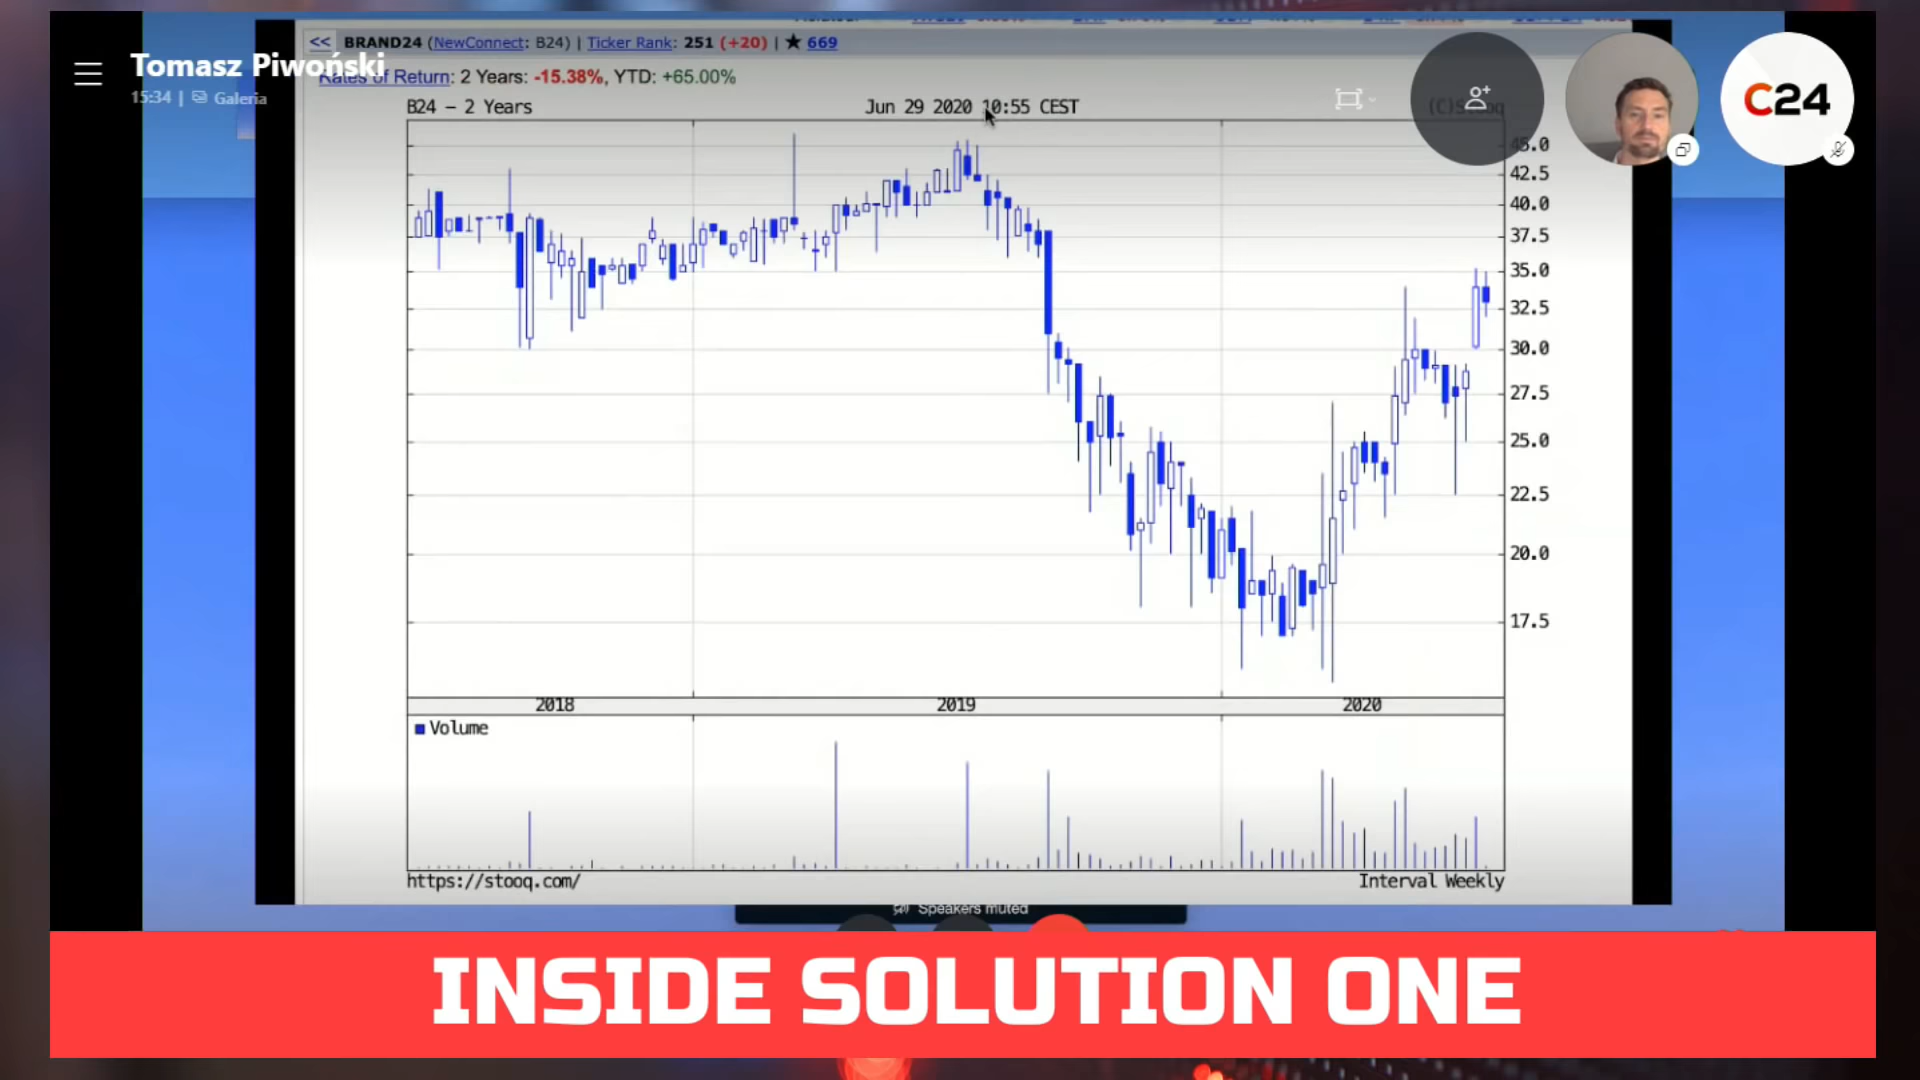 << BRAND24 (NewConnect: B24) | Ticker Rank: 251 (+20) | ★ 669
Tomasz Piwoński
Rates of Return: 2 Years: -15.38%, YTD: +65.00%
15:34 | Galeria
B24 – 2 Years
Jun 29 2020 10:55 CEST
C24
45.0
42.5
40.0
37.5
35.0
32.5
30.0
27.5
25.0
22.5
20.0
17.5
2018 2019 2020
Volume
https://stooq.com/
Interval Weekly
Speakers muted
INSIDE SOLUTION ONE